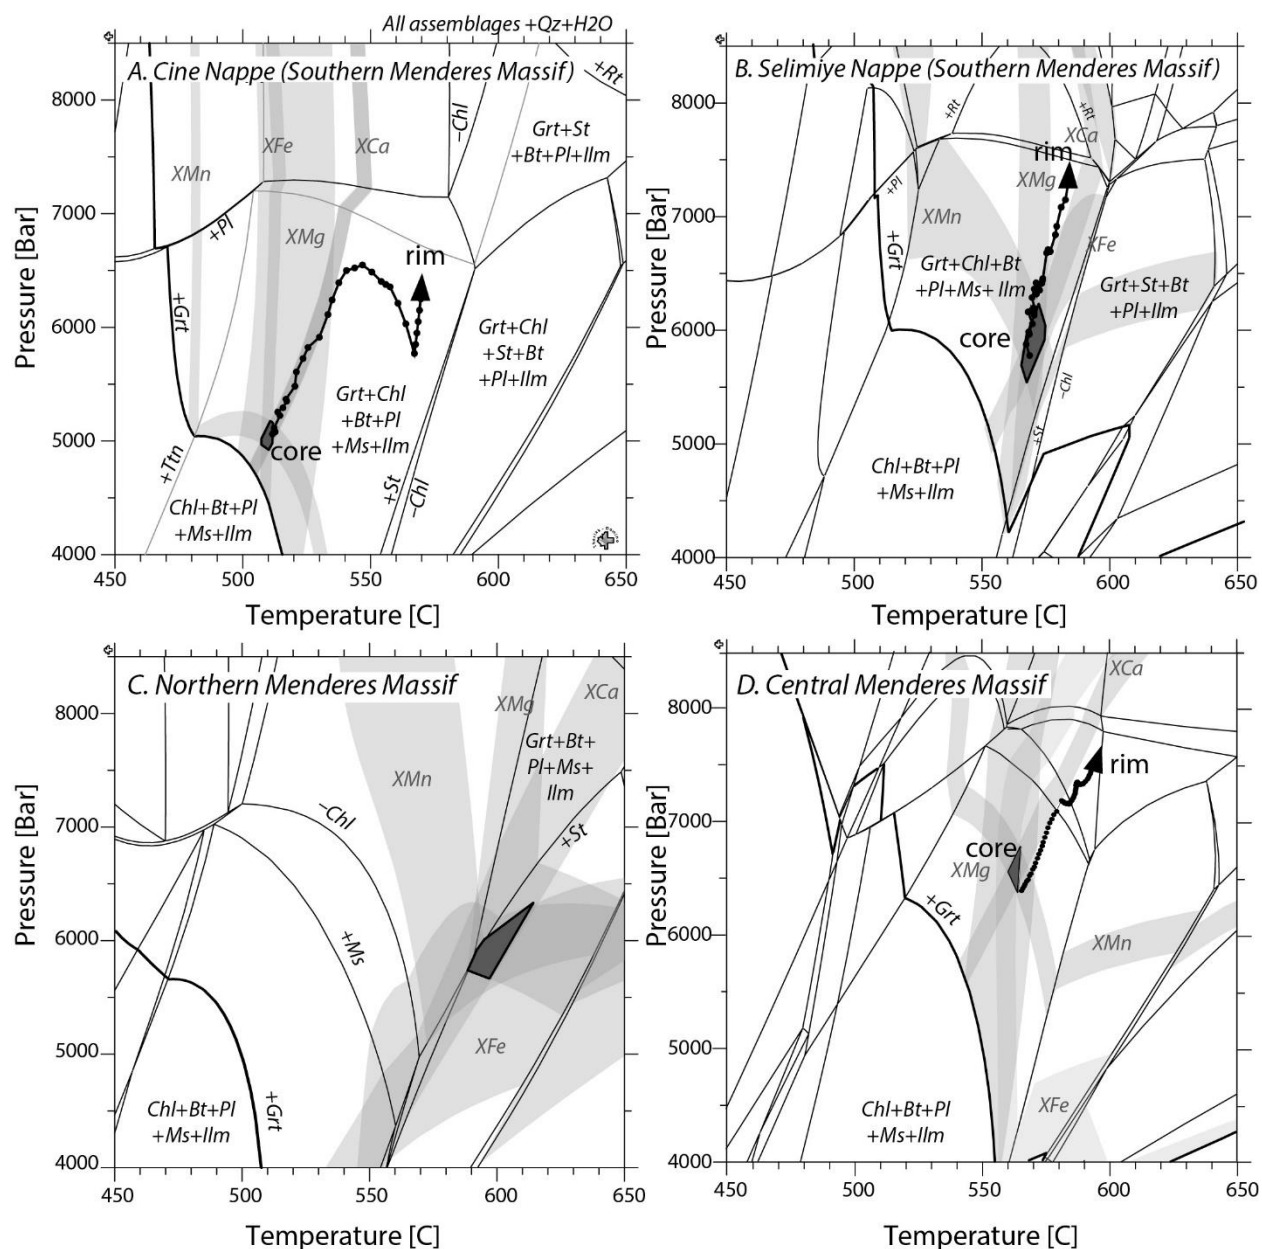 All assemblages +Qz+H2O
A. Cine Nappe (Southern Menderes Massif)
8000
7000
6000
5000
4000
Pressure [Bar]
450
500
550
600
650
Temperature [C]
XMn
XFe
XCa
XMg
+Pl
+Grt
+Ttn
–Chl
+Rt
Grt+St
+Bt+Pl+Ilm
rim
core
Grt+Chl
+St+Bt
+Pl+Ilm
Grt+Chl
+Bt+Pl
+Ms+Ilm
+St
–Chl
Chl+Bt+Pl
+Ms+Ilm
B. Selimiye Nappe (Southern Menderes Massif)
8000
7000
6000
5000
4000
Pressure [Bar]
450
500
550
600
650
Temperature [C]
+Rt
+Rt
XCa
rim
XMg
+Pl
XMn
XFe
+Grt
Grt+Chl+Bt
+Pl+Ms+Ilm
Grt+St+Bt
+Pl+Ilm
core
–Chl
+St
Chl+Bt+Pl
+Ms+Ilm
C. Northern Menderes Massif
8000
7000
6000
5000
4000
Pressure [Bar]
450
500
550
600
650
Temperature [C]
XMg
XCa
Grt+Bt+
Pl+Ms+
Ilm
XMn
–Chl
+St
+Ms
XFe
+Grt
Chl+Bt+Pl
+Ms+Ilm
D. Central Menderes Massif
8000
7000
6000
5000
4000
Pressure [Bar]
450
500
550
600
650
Temperature [C]
XCa
rim
core
XMg
+Grt
XMn
XFe
Chl+Bt+Pl
+Ms+Ilm